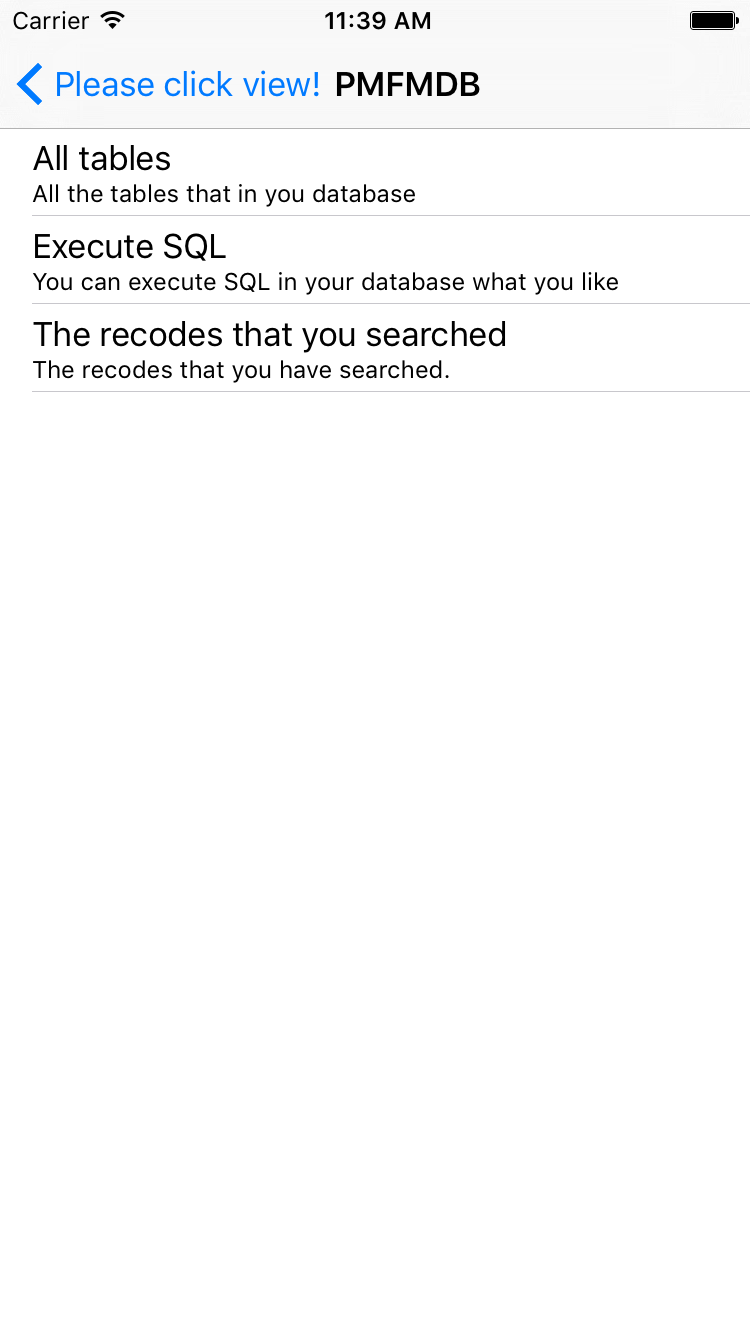 Carrier 11:39 AM
Please click view! PMFMDB
All tables
All the tables that in you database
Execute SQL
You can execute SQL in your database what you like
The recodes that you searched
The recodes that you have searched.